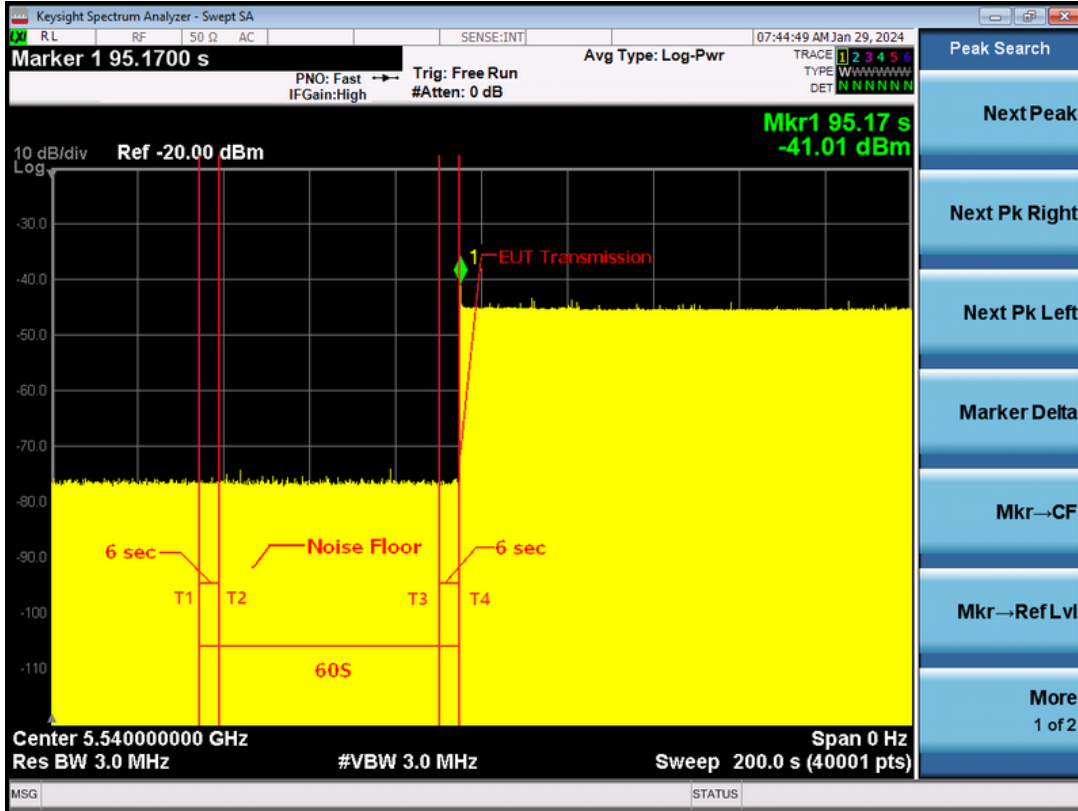 Keysight Spectrum Analyzer - Swept SA
LXI RL RF 50 Ω AC SENSE:INT 07:44:49 AM Jan 29, 2024
Marker 1 95.1700 s
PNO: Fast
IFGain:High
Trig: Free Run
#Atten: 0 dB
Avg Type: Log-Pwr
TRACE 1 2 3 4 5 6
TYPE WWWWWW
DET N N N N N N
Peak Search
Mkr1 95.17 s
-41.01 dBm
10 dB/div Ref -20.00 dBm
Log
-30.0
1 EUT Transmission
-40.0
-50.0
-60.0
-70.0
-80.0
6 sec Noise Floor 6 sec
-90.0
T1 T2 T3 T4
-100
-110
60S
Center 5.540000000 GHz Span 0 Hz
Res BW 3.0 MHz #VBW 3.0 MHz Sweep 200.0 s (40001 pts)
MSG STATUS
Next Peak
Next Pk Right
Next Pk Left
Marker Delta
Mkr→CF
Mkr→Ref Lvl
More
1 of 2